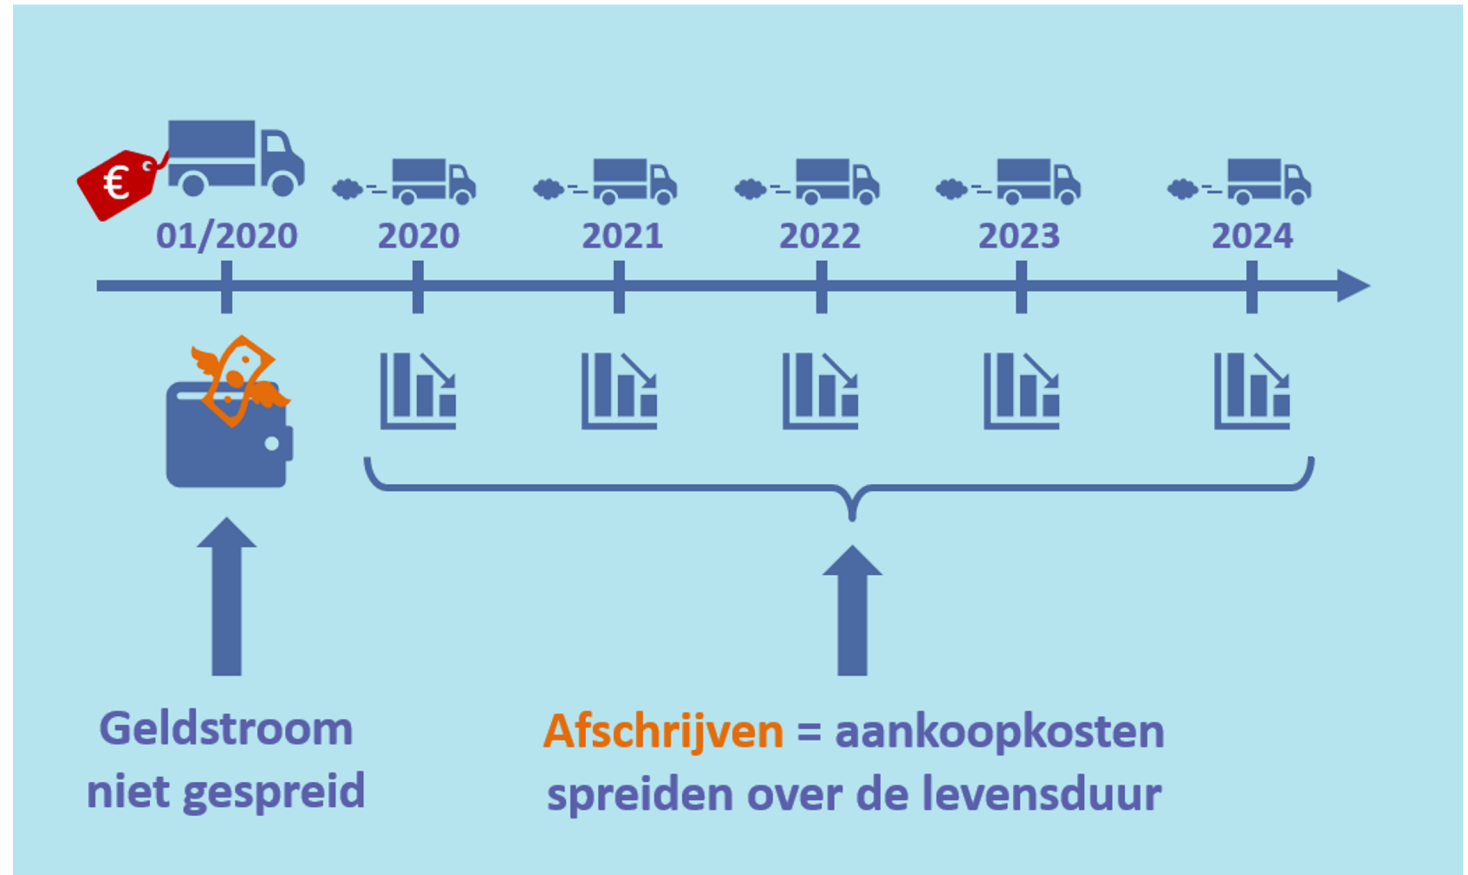 €
01/2020
2020
2021
2022
2023
2024
Geldstroom
niet gespreid
Afschrijven = aankoopkosten
spreiden over de levensduur